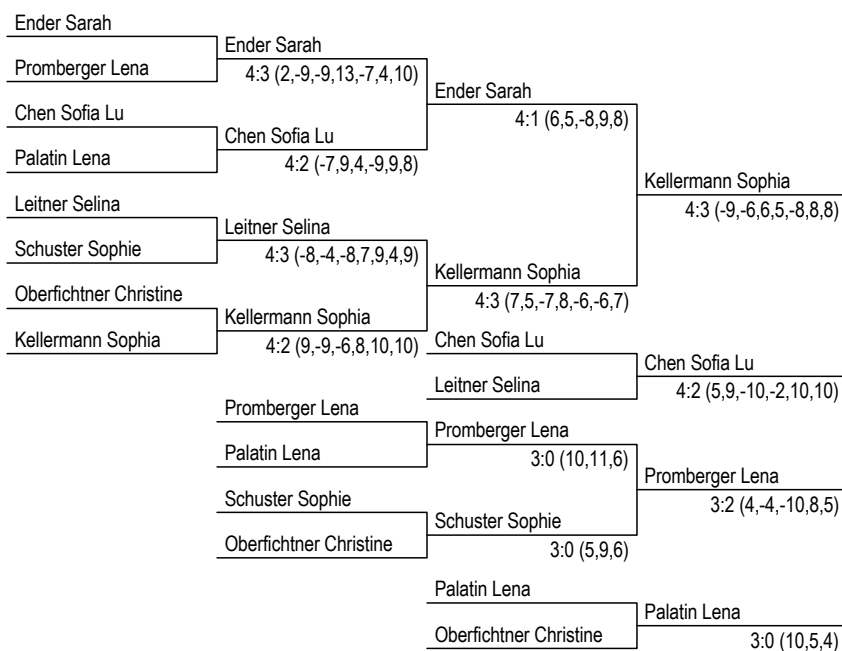 Ender Sarah
Ender Sarah
Promberger Lena
4:3 (2,-9,-9,13,-7,4,10)
Ender Sarah
Chen Sofia Lu
4:1 (6,5,-8,9,8)
Chen Sofia Lu
Palatin Lena
4:2 (-7,9,4,-9,9,8)
Kellermann Sophia
Leitner Selina
4:3 (-9,-6,6,5,-8,8,8)
Leitner Selina
Schuster Sophie
4:3 (-8,-4,-8,7,9,4,9)
Kellermann Sophia
Oberfichtner Christine
4:3 (7,5,-7,8,-6,-6,7)
Kellermann Sophia
Kellermann Sophia
4:2 (9,-9,-6,8,10,10)
Chen Sofia Lu
Chen Sofia Lu
Leitner Selina
4:2 (5,9,-10,-2,10,10)
Promberger Lena
Promberger Lena
Palatin Lena
3:0 (10,11,6)
Promberger Lena
Schuster Sophie
3:2 (4,-4,-10,8,5)
Schuster Sophie
Oberfichtner Christine
3:0 (5,9,6)
Palatin Lena
Palatin Lena
Oberfichtner Christine
3:0 (10,5,4)